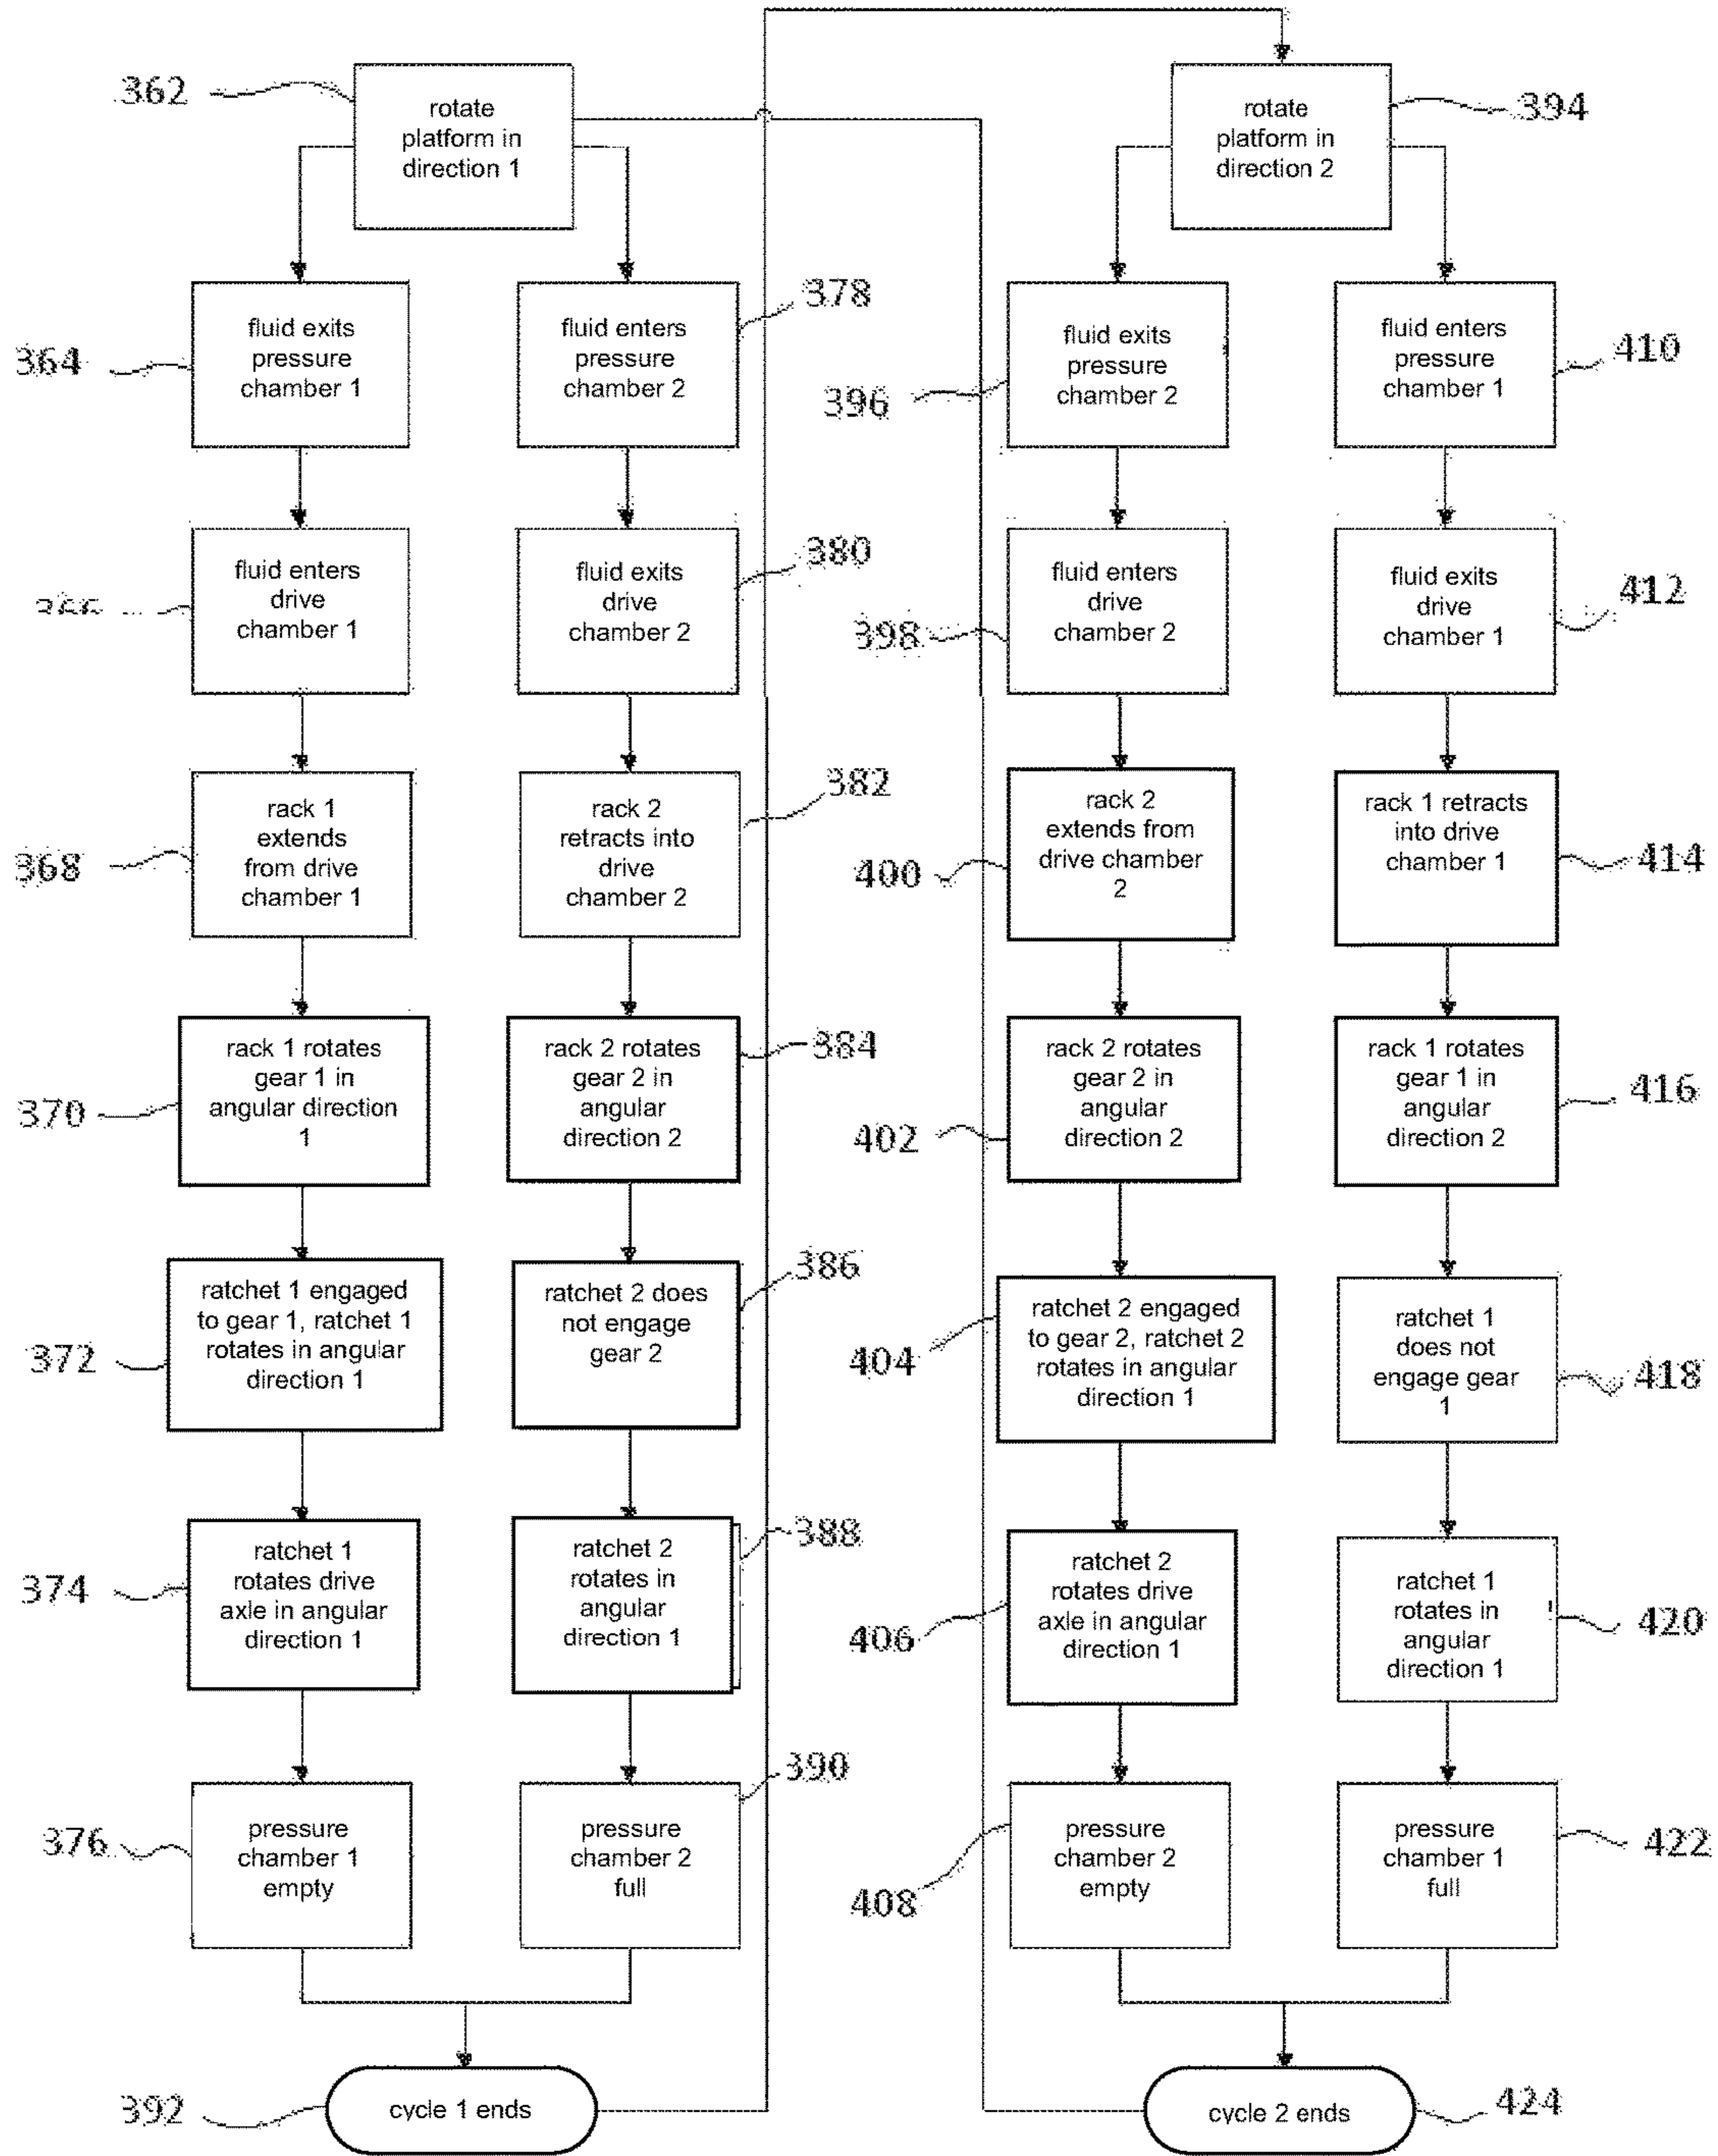 362
rotate
platform in
direction 1
364
fluid exits
pressure
chamber 1
fluid enters
drive
chamber 1
368
rack 1
extends
from drive
chamber 1
370
rack 1 rotates
gear 1 in
angular direction
1
372
ratchet 1 engaged
to gear 1, ratchet 1
rotates in angular
direction 1
374
ratchet 1
rotates drive
axle in angular
direction 1
376
pressure
chamber 1
empty
378
fluid enters
pressure
chamber 2
380
fluid exits
drive
chamber 2
382
rack 2
retracts into
drive
chamber 2
384
rack 2 rotates
gear 2 in
angular
direction 2
386
ratchet 2 does
not engage
gear 2
388
ratchet 2
rotates in
angular
direction 1
390
pressure
chamber 2
full
392
cycle 1 ends
394
rotate
platform in
direction 2
396
fluid exits
pressure
chamber 2
398
fluid enters
drive
chamber 2
400
rack 2
extends from
drive chamber
2
402
rack 2 rotates
gear 2 in
angular
direction 2
404
ratchet 2 engaged
to gear 2, ratchet 2
rotates in angular
direction 1
406
ratchet 2
rotates drive
axle in angular
direction 1
408
pressure
chamber 2
empty
410
fluid enters
pressure
chamber 1
412
fluid exits
drive
chamber 1
414
rack 1 retracts
into drive
chamber 1
416
rack 1 rotates
gear 1 in
angular
direction 2
418
ratchet 1
does not
engage gear
1
420
ratchet 1
rotates in
angular
direction 1
422
pressure
chamber 1
full
424
cycle 2 ends